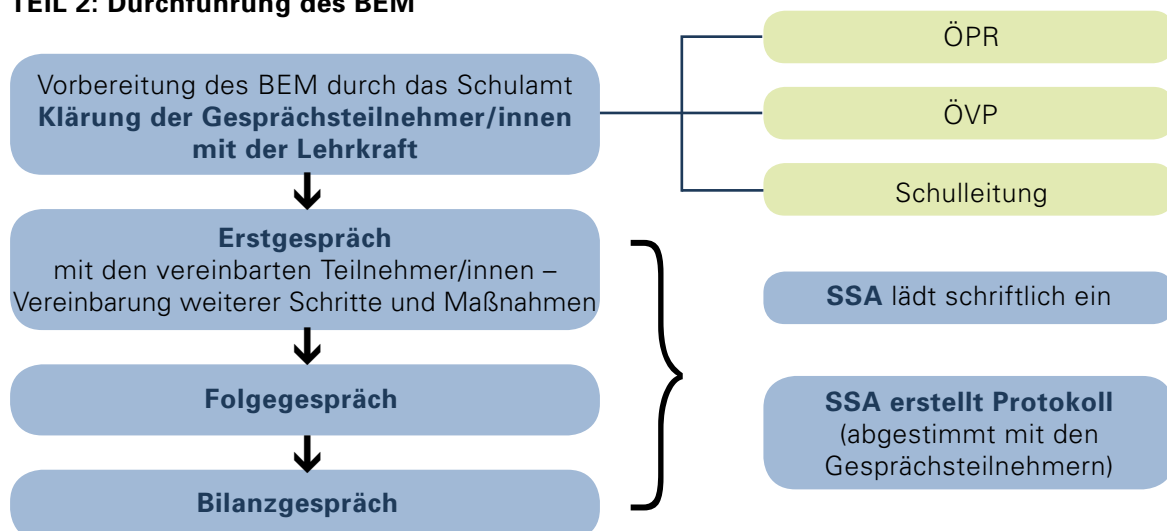 TEIL 2: Durchführung des BEM
Vorbereitung des BEM durch das Schulamt
Klärung der Gesprächsteilnehmer/innen
mit der Lehrkraft
ÖPR
ÖVP
Schulleitung
Erstgespräch
mit den vereinbarten Teilnehmer/innen –
Vereinbarung weiterer Schritte und Maßnahmen
Folgegespräch
Bilanzgespräch
SSA lädt schriftlich ein
SSA erstellt Protokoll
(abgestimmt mit den
Gesprächsteilnehmern)